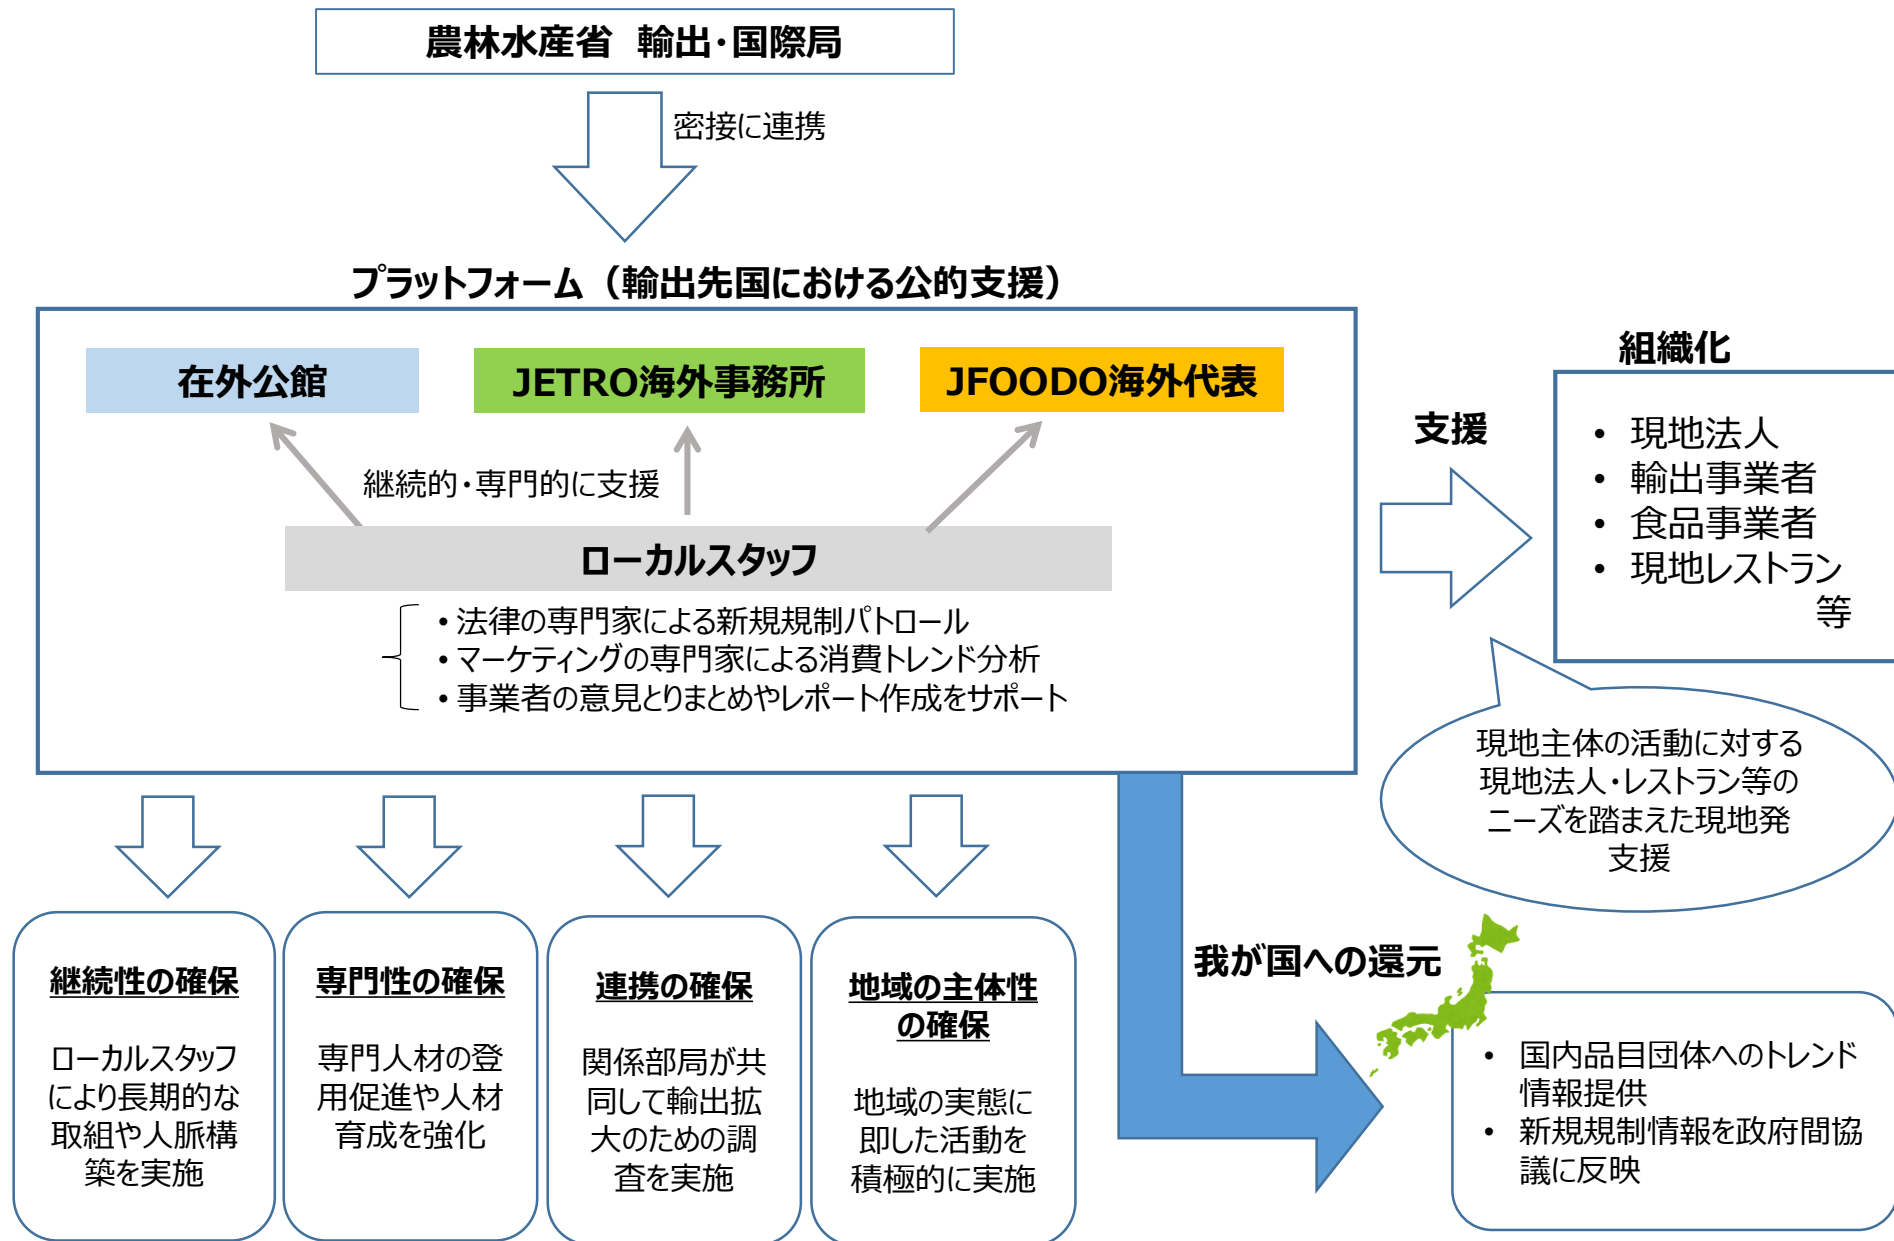 農林水産省　輸出・国際局
密接に連携
プラットフォーム（輸出先国における公的支援）
在外公館
JETRO海外事務所
JFOODO海外代表
継続的・専門的に支援
ローカルスタッフ
・法律の専門家による新規規制パトロール
・マーケティングの専門家による消費トレンド分析
・事業者の意見とりまとめやレポート作成をサポート
支援
組織化
• 現地法人
• 輸出事業者
• 食品事業者
• 現地レストラン
等
現地主体の活動に対する
現地法人・レストラン等の
ニーズを踏まえた現地発
支援
継続性の確保
ローカルスタッフ
により長期的な
取組や人脈構
築を実施
専門性の確保
専門人材の登
用促進や人材
育成を強化
連携の確保
関係部局が共
同して輸出拡
大のための調
査を実施
地域の主体性
の確保
地域の実態に
即した活動を
積極的に実施
我が国への還元
• 国内品目団体へのトレンド
情報提供
• 新規規制情報を政府間協
議に反映